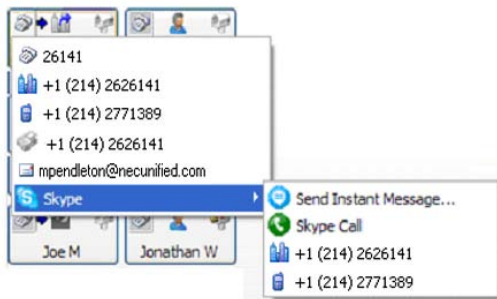 26141
+1 (214) 2626141
+1 (214) 2771389
+1 (214) 2626141
mpendleton@necunified.com
Skype
Send Instant Message...
Skype Call
+1 (214) 2626141
+1 (214) 2771389
Joe M
Jonathan W